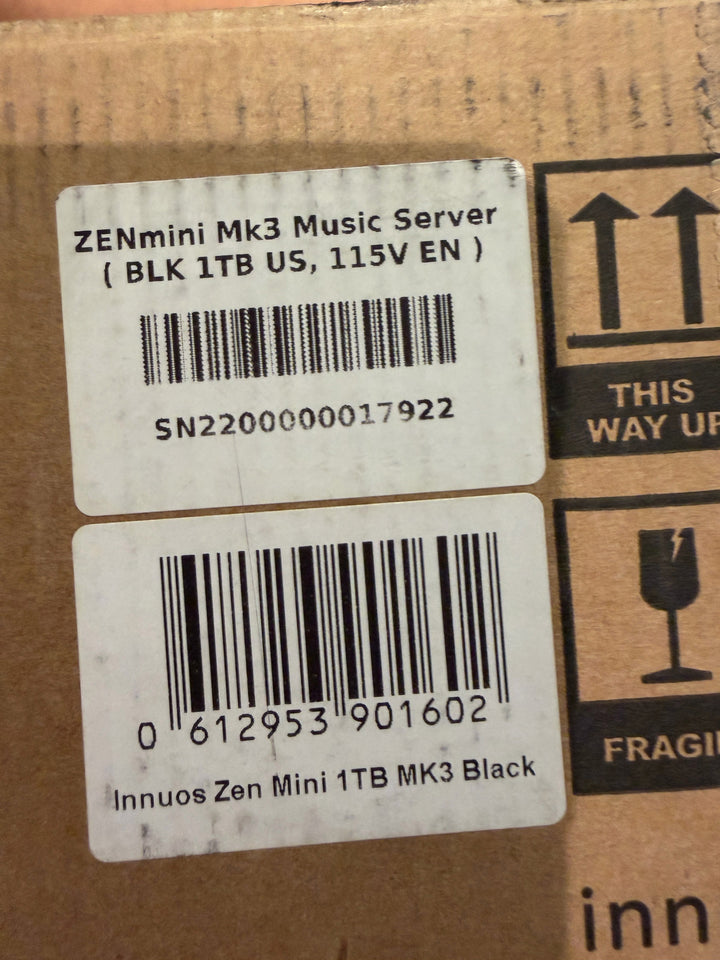 ZENmini Mk3 Music Server
( BLK 1TB US, 115V EN )
SN2200000017922
THIS
WAY UP
0 612953 901602
Innuos Zen Mini 1TB MK3 Black
FRAGI
inn